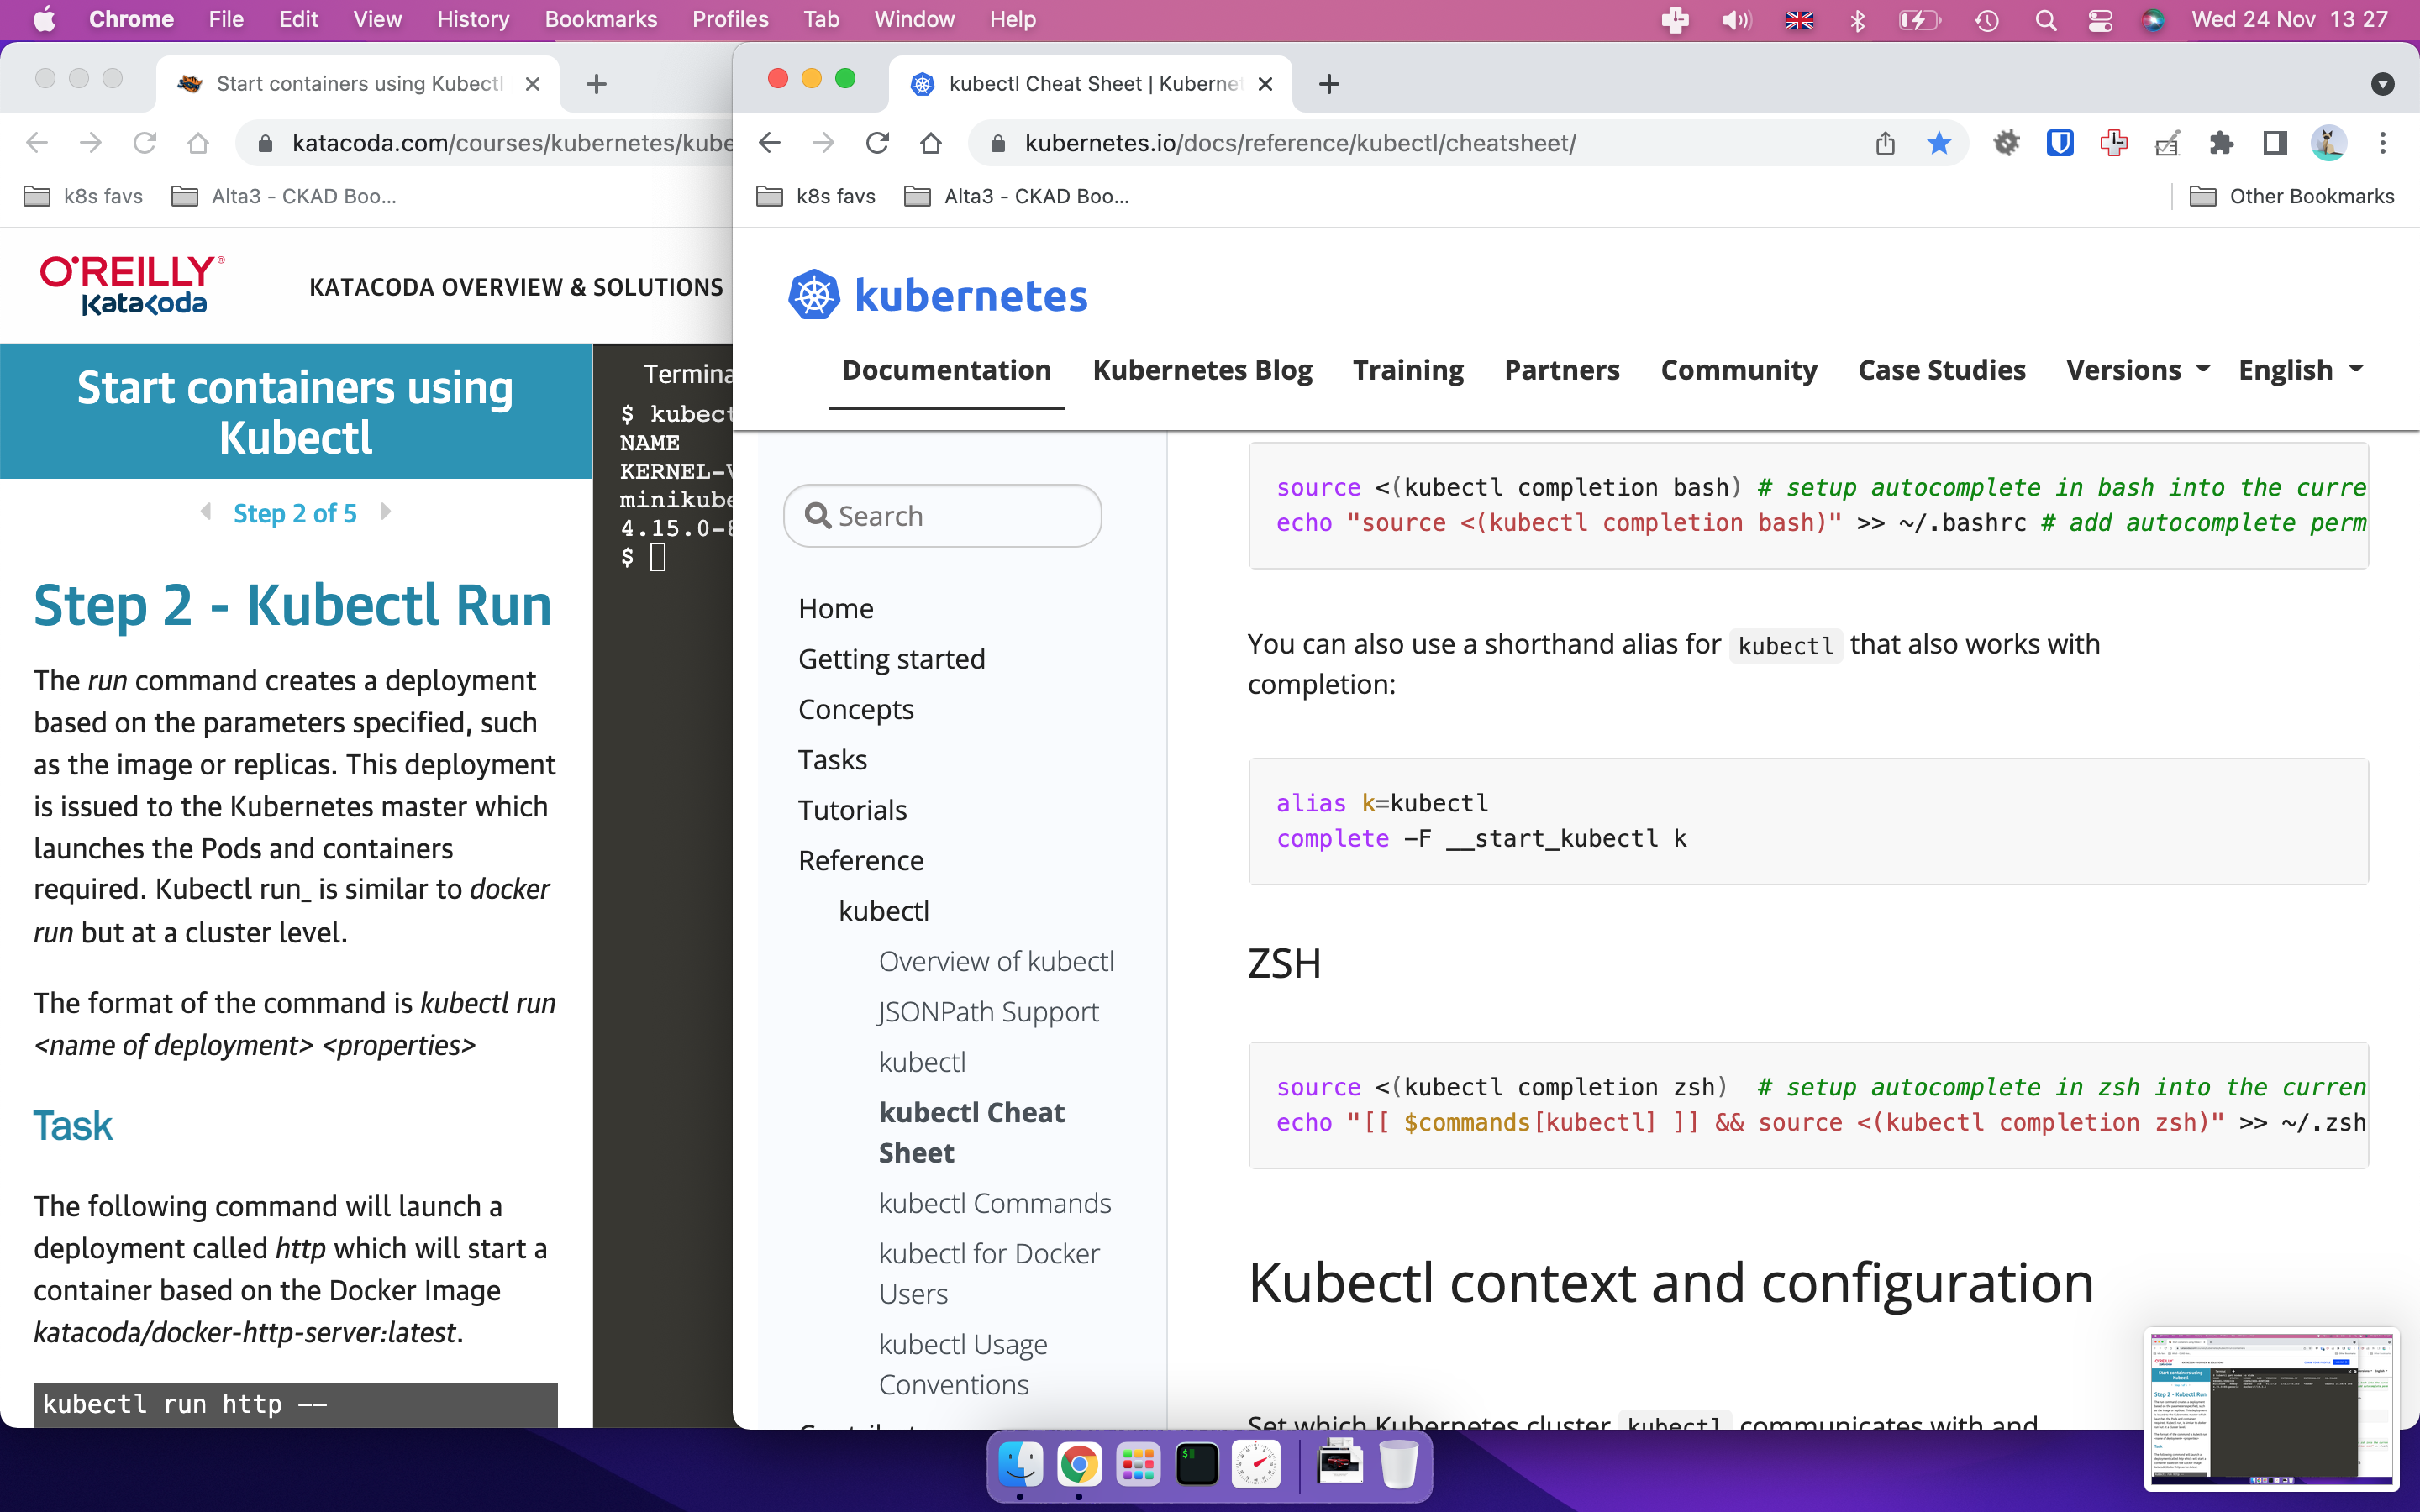 Chrome File Edit View History Bookmarks Profiles Tab Window Help Wed 24 Nov 13 27
Start containers using Kubectl
katacoda.com/courses/kubernetes/kube
k8s favs Alta3 - CKAD Boo...
O'REILLY®
Katacoda
KATACODA OVERVIEW & SOLUTIONS
Start containers using
Kubectl
Step 2 of 5
Step 2 - Kubectl Run
The run command creates a deployment
based on the parameters specified, such
as the image or replicas. This deployment
is issued to the Kubernetes master which
launches the Pods and containers
required. Kubectl run_ is similar to docker
run but at a cluster level.
The format of the command is kubectl run
<name of deployment> <properties>
Task
The following command will launch a
deployment called http which will start a
container based on the Docker Image
katacoda/docker-http-server:latest.
kubectl run http --
Termina
$ kubect
NAME
KERNEL-V
minikube
4.15.0-8
$
kubectl Cheat Sheet | Kubernet
kubernetes.io/docs/reference/kubectl/cheatsheet/
k8s favs Alta3 - CKAD Boo... Other Bookmarks
kubernetes
Documentation Kubernetes Blog Training Partners Community Case Studies Versions English
Search
Home
Getting started
Concepts
Tasks
Tutorials
Reference
kubectl
Overview of kubectl
JSONPath Support
kubectl
kubectl Cheat
Sheet
kubectl Commands
kubectl for Docker
Users
kubectl Usage
Conventions
source <(kubectl completion bash) # setup autocomplete in bash into the curre
echo "source <(kubectl completion bash)" >> ~/.bashrc # add autocomplete perm
You can also use a shorthand alias for kubectl that also works with
completion:
alias k=kubectl
complete -F __start_kubectl k
ZSH
source <(kubectl completion zsh)  # setup autocomplete in zsh into the curren
echo "[[ $commands[kubectl] ]] && source <(kubectl completion zsh)" >> ~/.zsh
Kubectl context and configuration
Set which Kubernetes cluster kubectl communicates with and